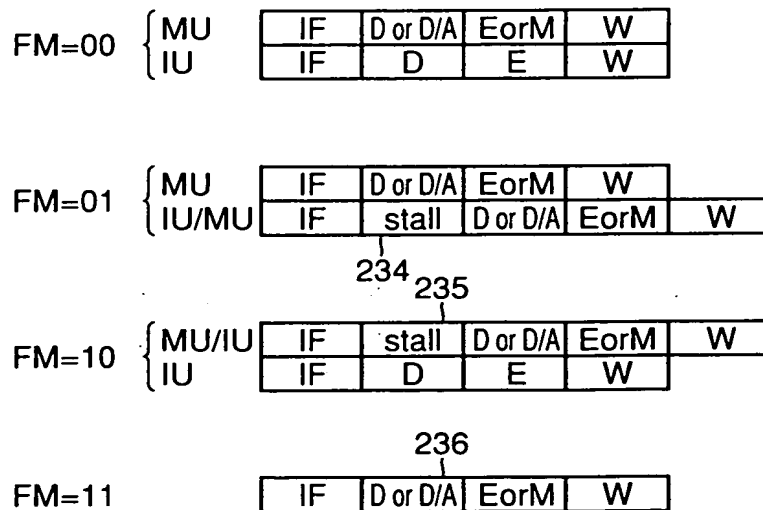 FM=00 MU IF D or D/A EorM W
IU IF D E W
FM=01 MU IF D or D/A EorM W
IU/MU IF stall D or D/A EorM W
234
235
FM=10 MU/IU IF stall D or D/A EorM W
IU IF D E W
236
FM=11 IF D or D/A EorM W